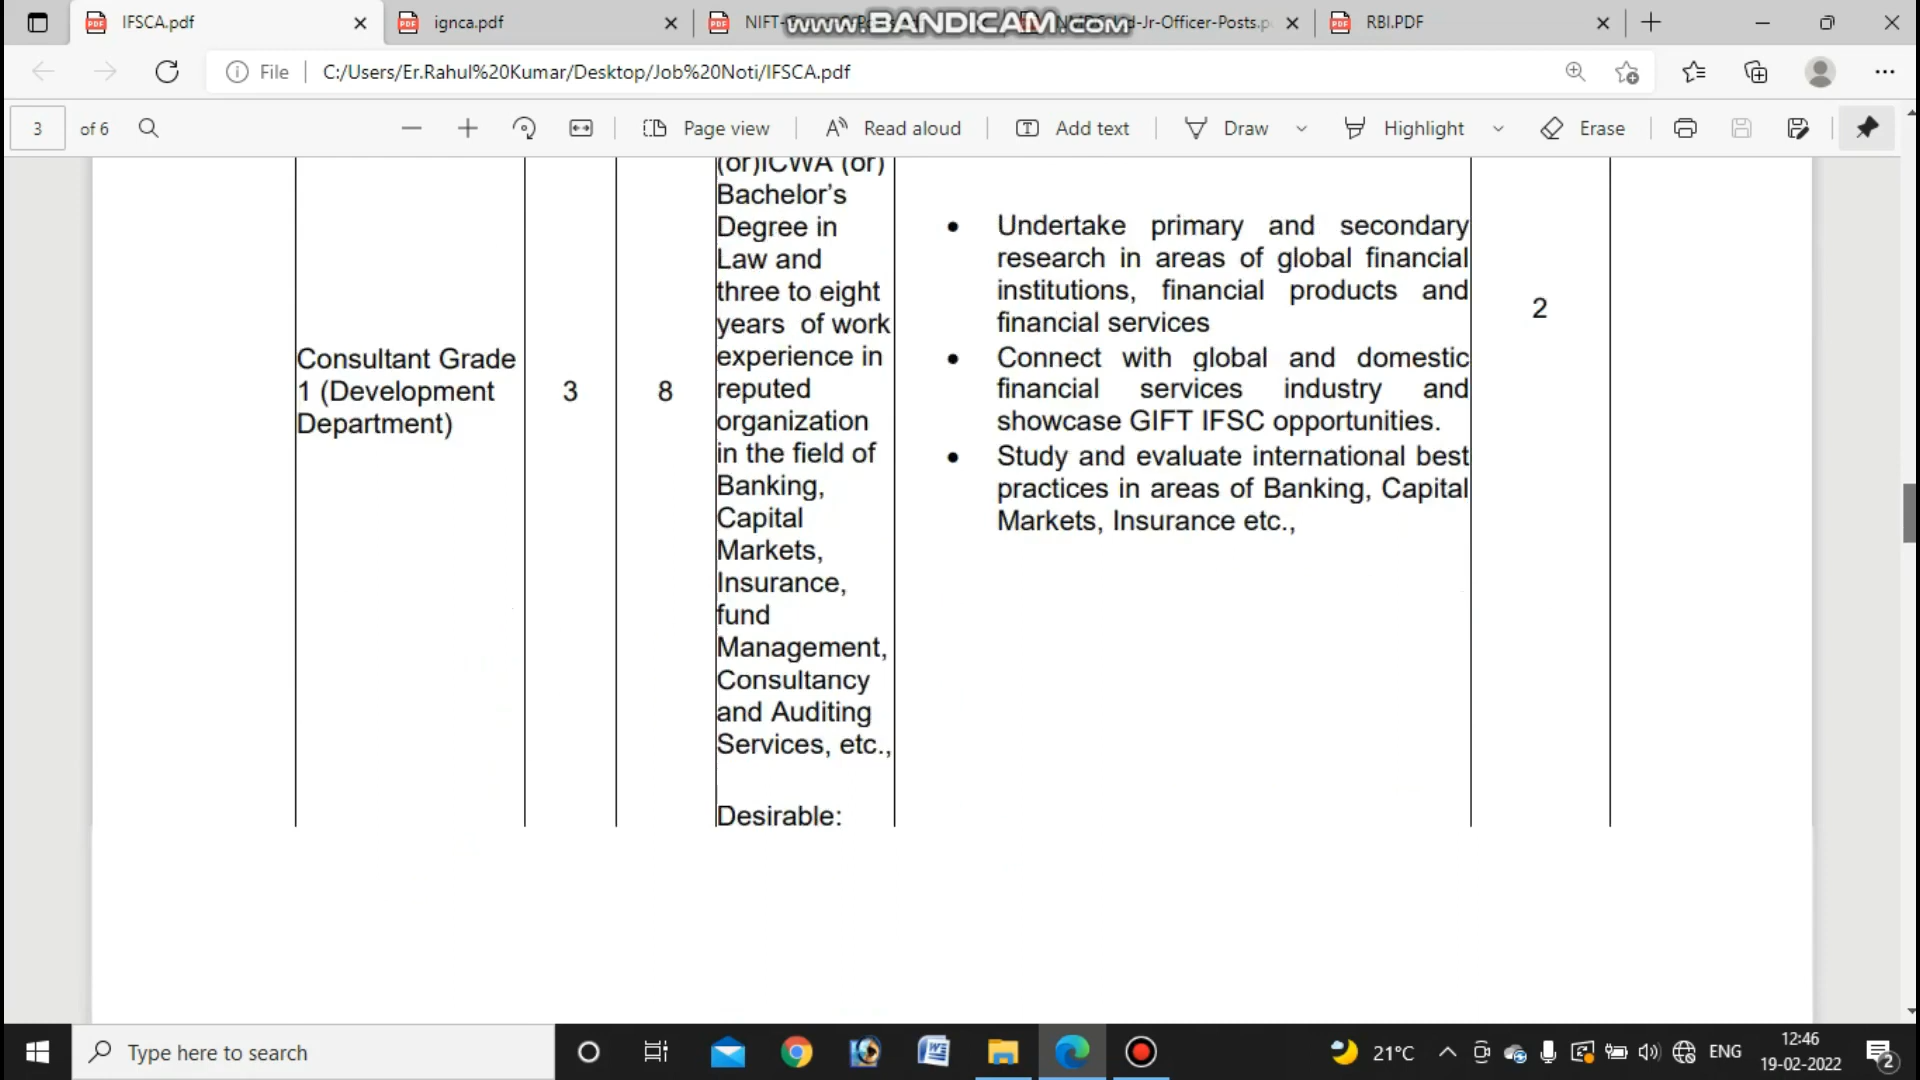 IFSCA.pdf
ignca.pdf
NIFT-
www.BANDICAM.com
-Jr-Officer-Posts.p
RBI.PDF
File
C:/Users/Er.Rahul%20Kumar/Desktop/Job%20Noti/IFSCA.pdf
3 of 6
Page view
Read aloud
Add text
Draw
Highlight
Erase
Consultant Grade
1 (Development
Department)
3
8
(or)ICWA (or)
Bachelor’s
Degree in
Law and
three to eight
years of work
experience in
reputed
organization
in the field of
Banking,
Capital
Markets,
Insurance,
fund
Management,
Consultancy
and Auditing
Services, etc.,
Desirable:
• Undertake primary and secondary
research in areas of global financial
institutions, financial products and
financial services
• Connect with global and domestic
financial services industry and
showcase GIFT IFSC opportunities.
• Study and evaluate international best
practices in areas of Banking, Capital
Markets, Insurance etc.,
2
Type here to search
21°C
ENG
12:46
19-02-2022
2